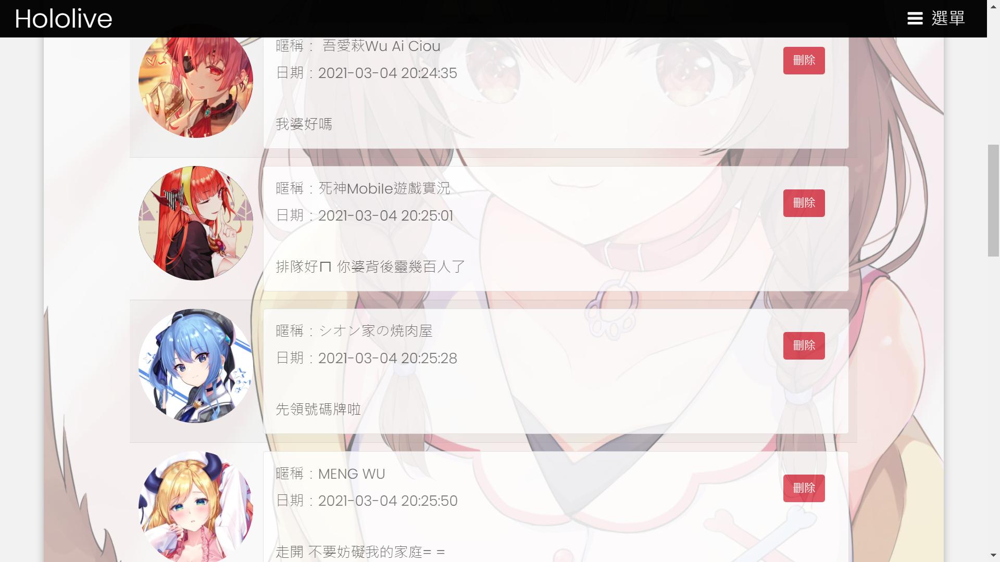 Hololive
選單
暱稱： 吾愛萩Wu Ai Ciou
日期：2021-03-04 20:24:35
刪除
我婆好嗎
暱稱：死神Mobile遊戲實況
日期：2021-03-04 20:25:01
刪除
排隊好ㄇ 你婆背後靈幾百人了
暱稱：シオン家の焼肉屋
日期：2021-03-04 20:25:28
刪除
先領號碼牌啦
暱稱：MENG WU
日期：2021-03-04 20:25:50
刪除
走開 不要妨礙我的家庭= =